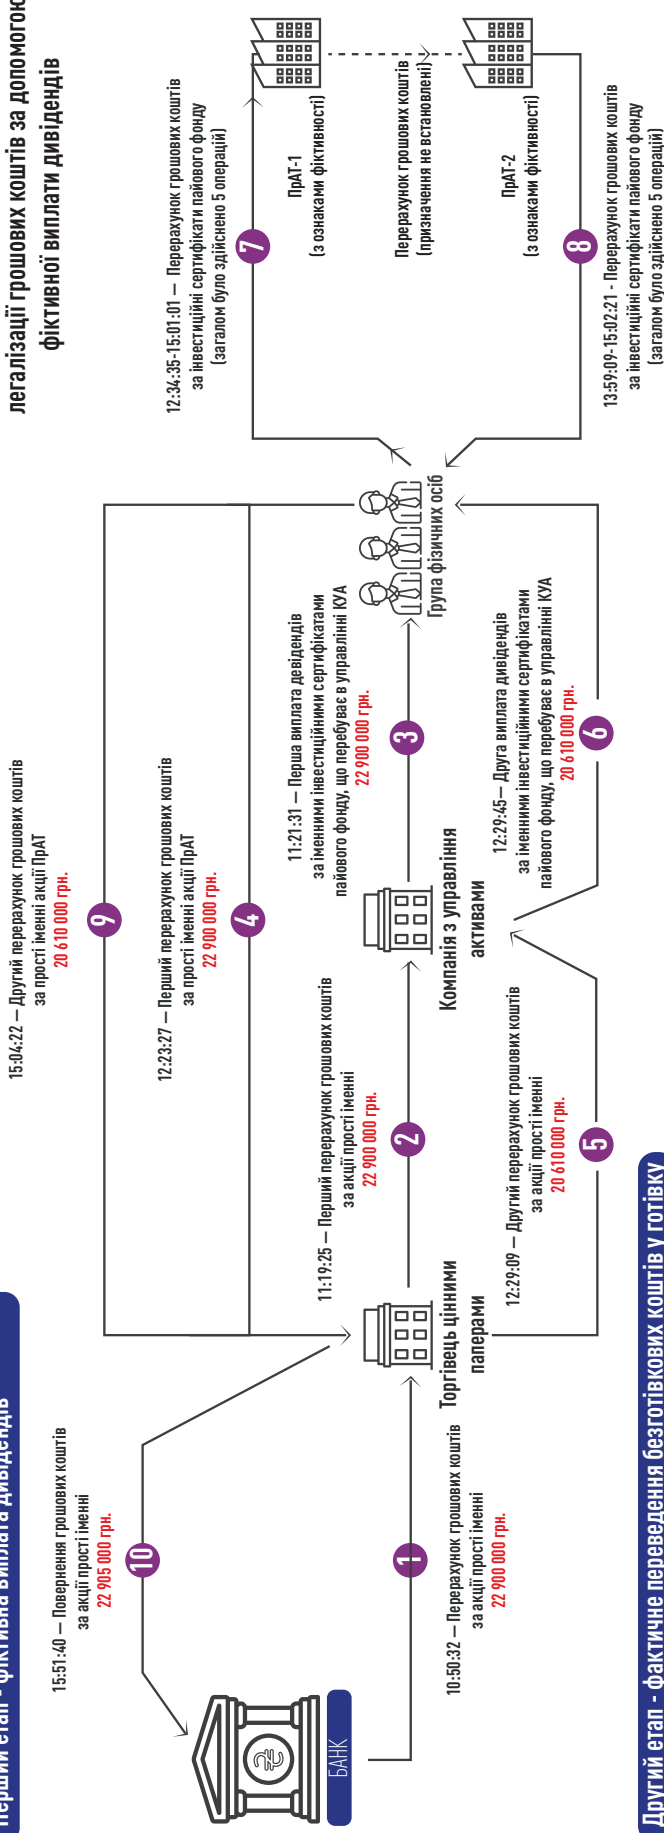 Перший етап - фіктивна виплата дивідендів
легалізації грошових коштів за допомогою
фіктивної виплати дивідендів
15:51:40 — Повернення грошових коштів
за акції прості іменні
22 905 000 грн.
10
15:04:22 — Другий перерахунок грошових коштів
за прості іменні акції ПрАТ
20 610 000 грн.
9
12:23:27 — Перший перерахунок грошових коштів
за прості іменні акції ПрАТ
22 900 000 грн.
4
12:34:35-15:01:01 — Перерахунок грошових коштів
за інвестиційні сертифікати пайового фонду
(загалом було здійснено 5 операцій)
7
ПрАТ-1
(з ознаками фіктивності)
Перерахунок грошових коштів
(призначення не встановлені)
ПрАТ-2
(з ознаками фіктивності)
8
13:59:09-15:02:21 - Перерахунок грошових коштів
за інвестиційні сертифікати пайового фонду
(загалом було здійснено 5 операцій)
БАНК
1
10:50:32 — Перерахунок грошових коштів
за акції прості іменні
22 900 000 грн.
Торгівець цінними
паперами
11:19:25 — Перший перерахунок грошових коштів
за акції прості іменні
22 900 000 грн.
2
Компанія з управління
активами
11:21:31 — Перша виплата девідендів
за іменними інвестиційними сертифікатами
пайового фонду, що перебуває в управлінні КУА
22 900 000 грн.
3
Група фізичних осіб
12:29:09 — Другий перерахунок грошових коштів
за акції прості іменні
20 610 000 грн.
5
12:29:45— Друга виплата дивідендів
за іменними інвестиційними сертифікатами
пайового фонду, що перебуває в управлінні КУА
20 610 000 грн.
6
Другий етап - фактичне переведення безготівкових коштів у готівку